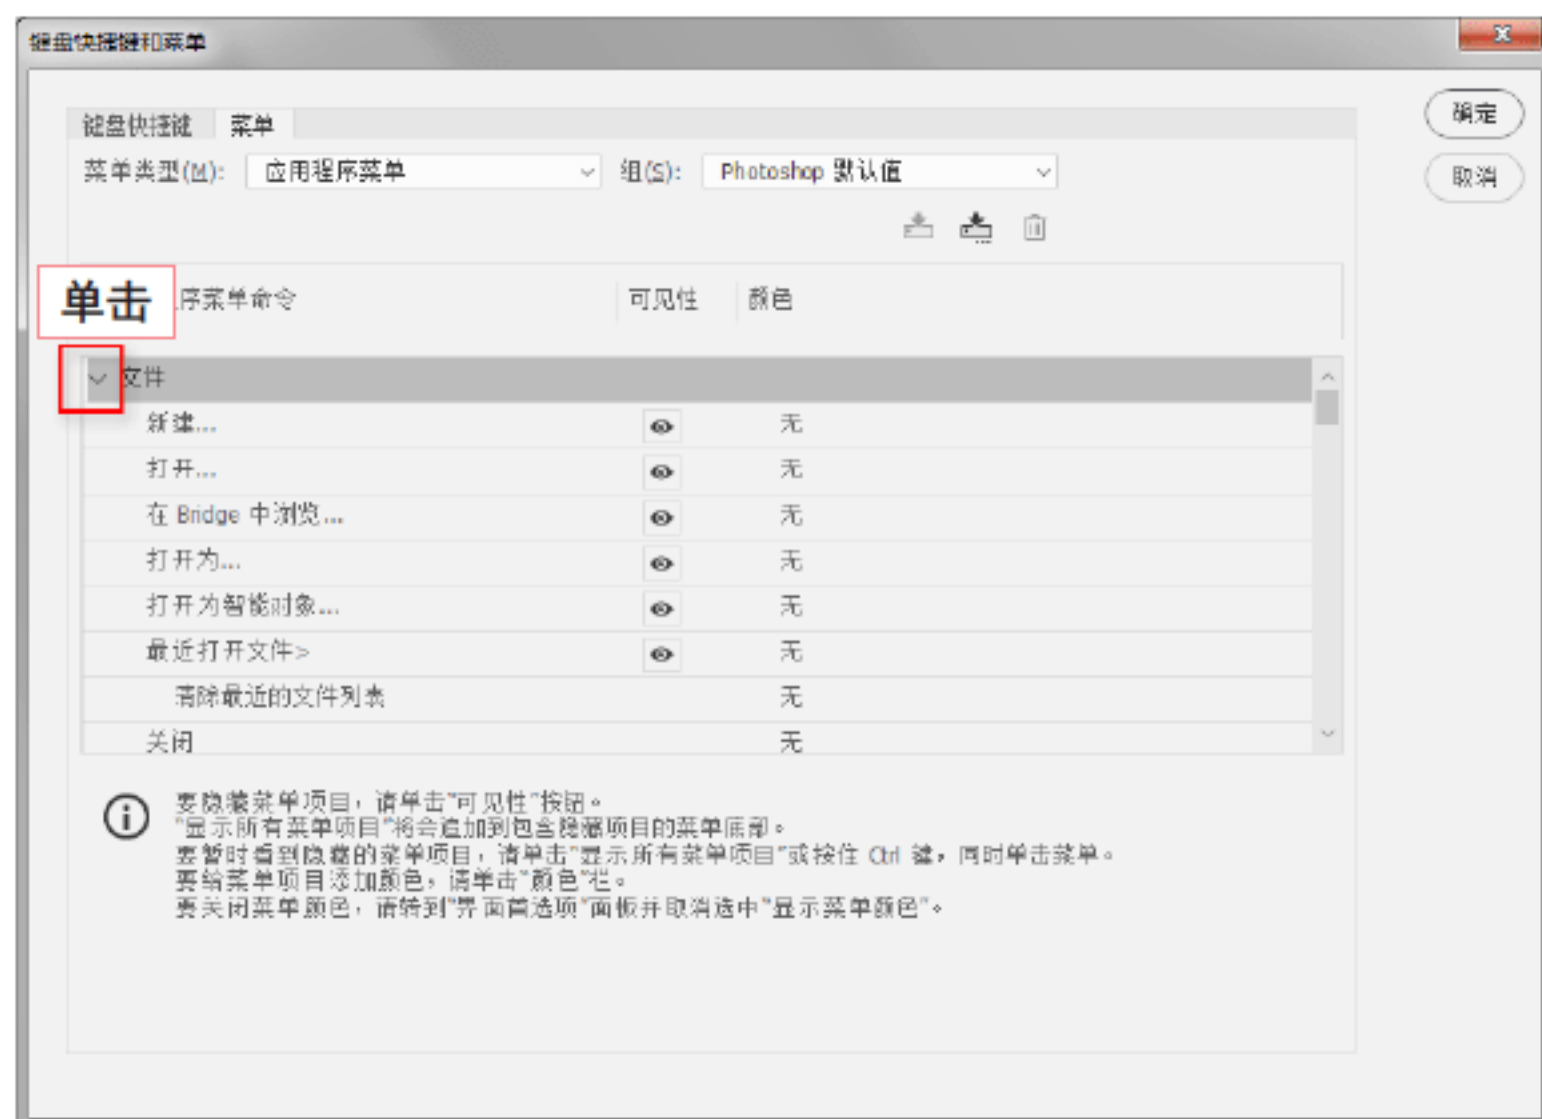 键盘快捷键和菜单
确定
键盘快捷键 菜单
菜单类型(M): 应用程序菜单 组(S): Photoshop 默认值
取消
单击
序菜单命令 可见性 颜色
文件
新建... 无
打开... 无
在 Bridge 中浏览... 无
打开为... 无
打开为智能对象... 无
最近打开文件> 无
清除最近的文件列表 无
关闭 无
要隐藏菜单项目，请单击"可见性"按钮。
"显示所有菜单项目"将会追加到包含隐藏项目的菜单底部。
要暂时看到隐藏的菜单项目，请单击"显示所有菜单项目"或按住 Ctrl 键，同时单击菜单。
要给菜单项目添加颜色，请单击"颜色"栏。
要关闭菜单颜色，请转到"界面首选项"面板并取消选中"显示菜单颜色"。